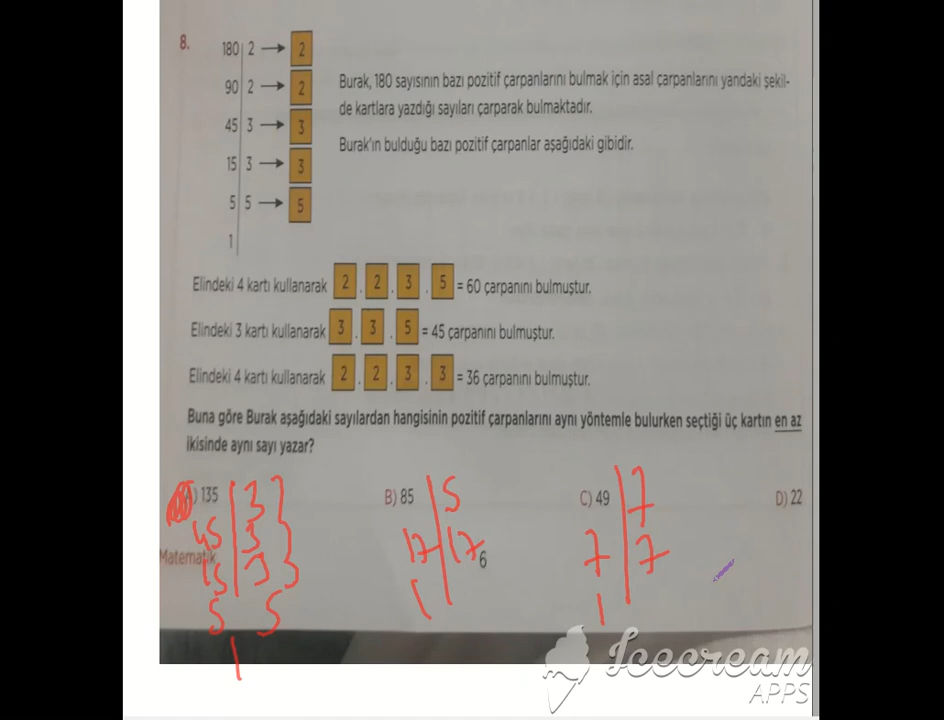 8.
180 2 → 2
90 2 → 2
45 3 → 3
15 3 → 3
5 5 → 5
1
Burak, 180 sayısının bazı pozitif çarpanlarını bulmak için asal çarpanlarını yandaki şekil-
de kartlara yazdığı sayıları çarparak bulmaktadır.
Burak'ın bulduğu bazı pozitif çarpanlar aşağıdaki gibidir.
Elindeki 4 kartı kullanarak 2 . 2 . 3 . 5 = 60 çarpanını bulmuştur.
Elindeki 3 kartı kullanarak 3 . 3 . 5 = 45 çarpanını bulmuştur.
Elindeki 4 kartı kullanarak 2 . 2 . 3 . 3 = 36 çarpanını bulmuştur.
Buna göre Burak aşağıdaki sayılardan hangisinin pozitif çarpanlarını aynı yöntemle bulurken seçtiği üç kartın en az
ikisinde aynı sayı yazar?
A) 135 B) 85 C) 49 D) 22
3 5 7
45 3 17 17 7 7
15 3 1 1
5 5
1
Matematik 6
Icecream
APPS